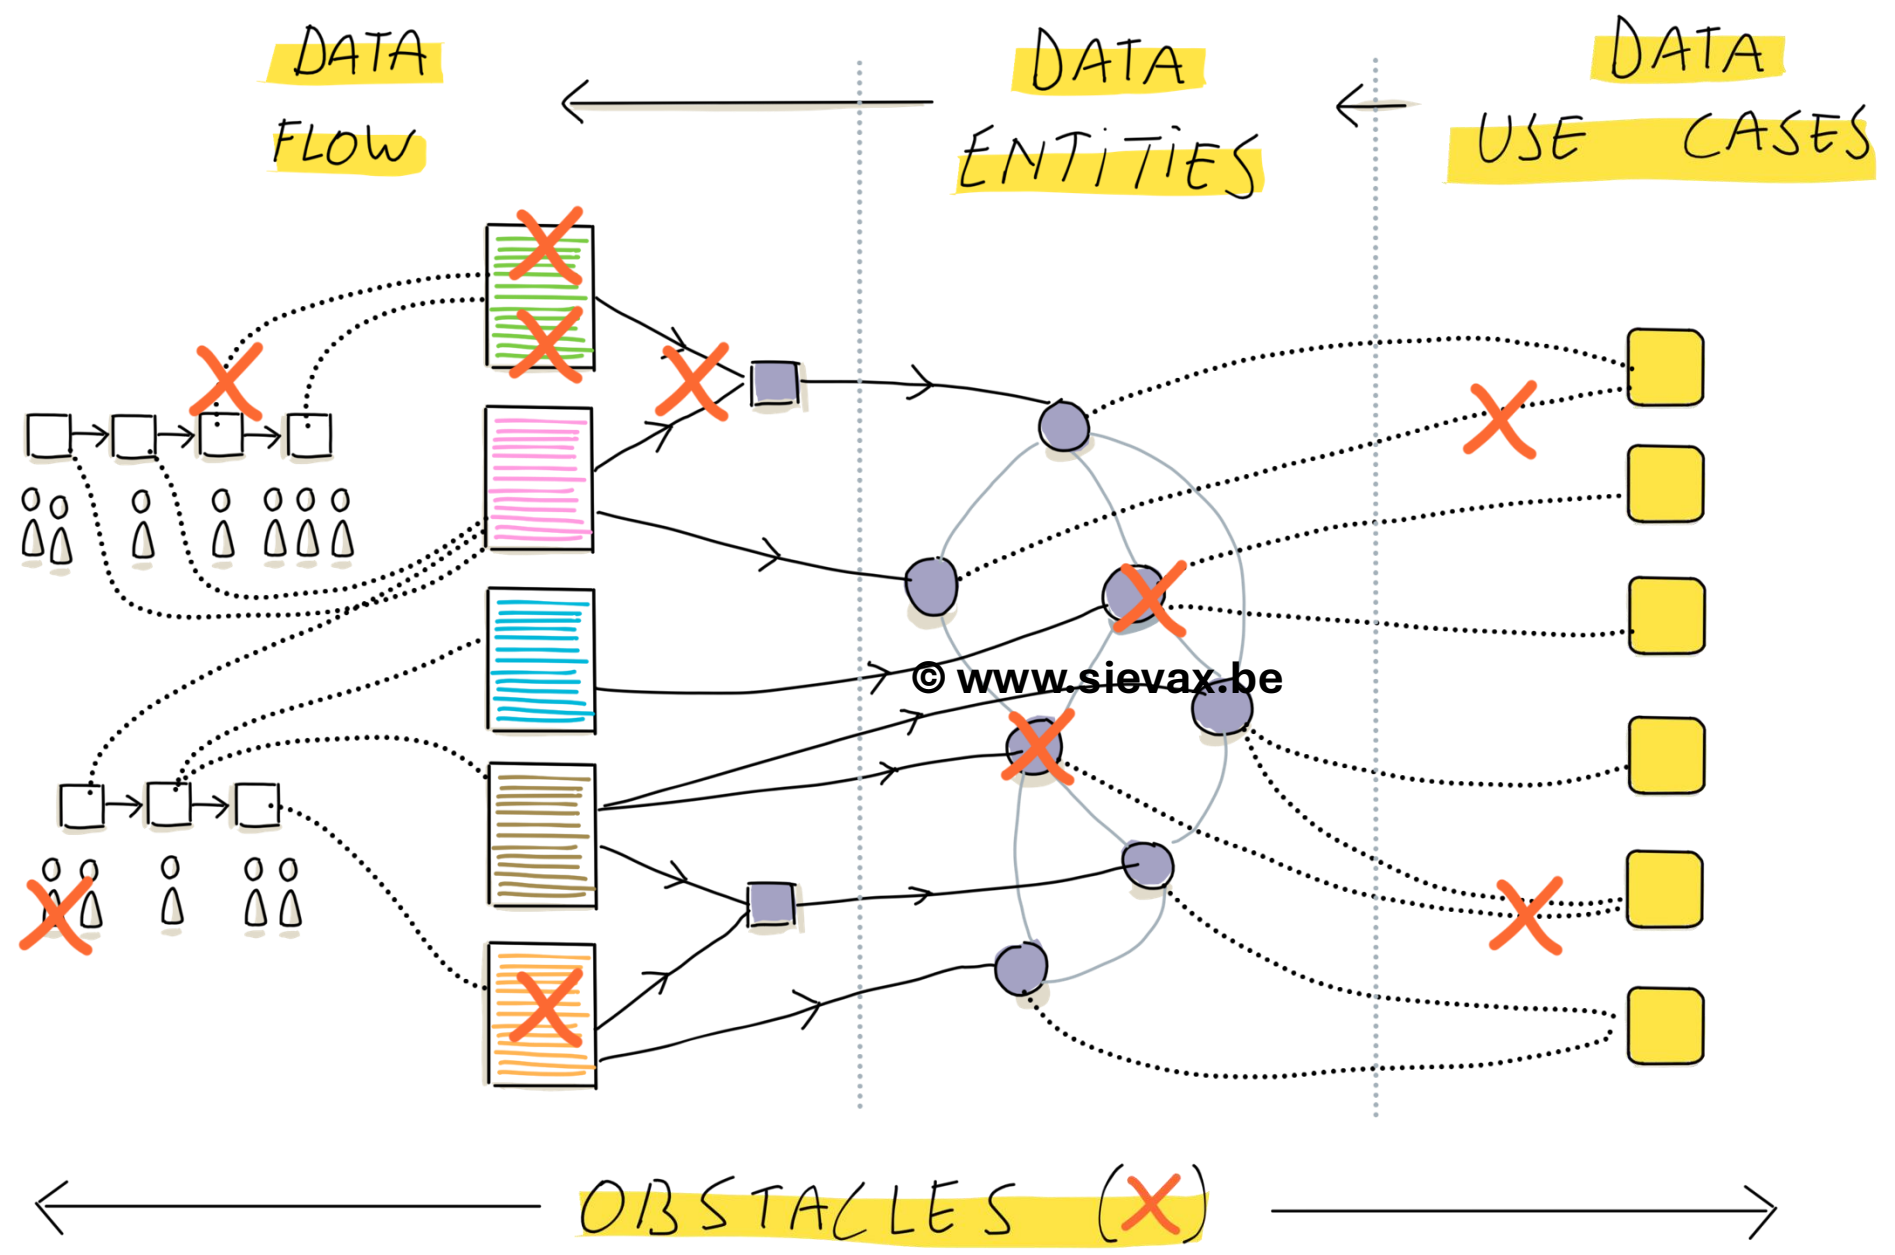 DATA
FLOW
DATA
ENTITIES
DATA
USE CASES
© www.sievax.be
OBSTACLES (X)